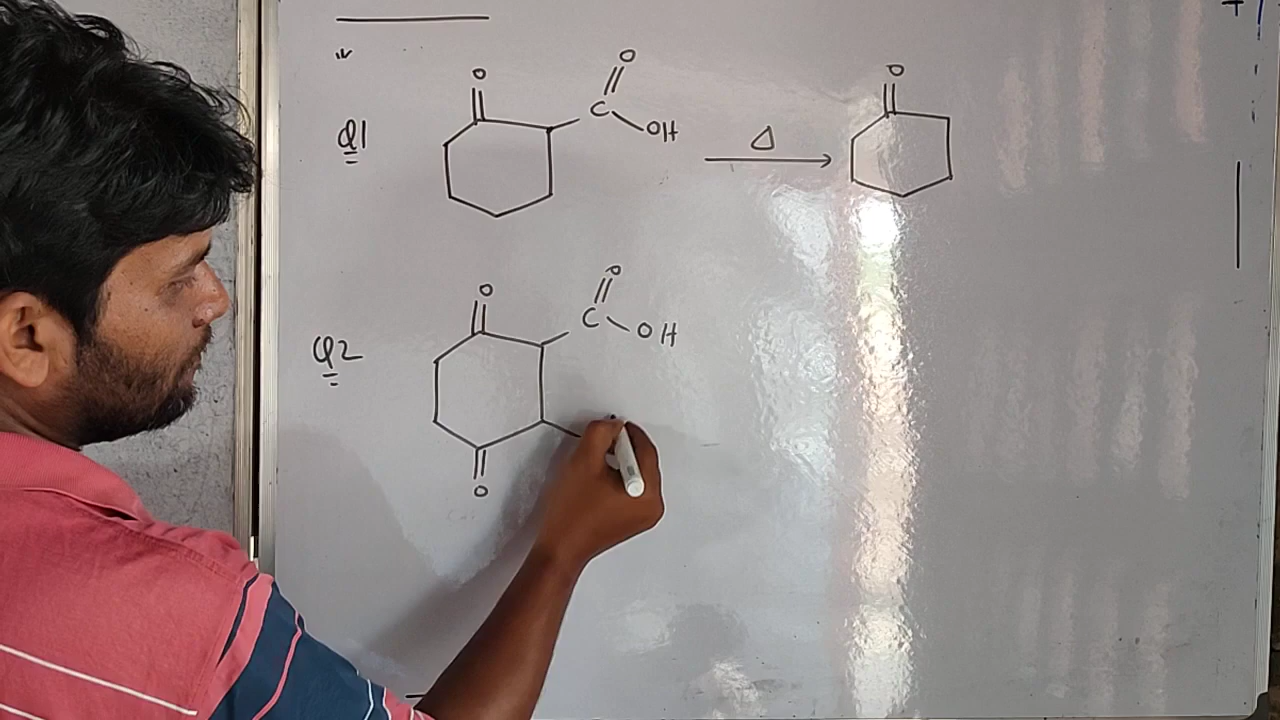 O O O
Q1 C OH Δ
O O
Q2 C OH
O